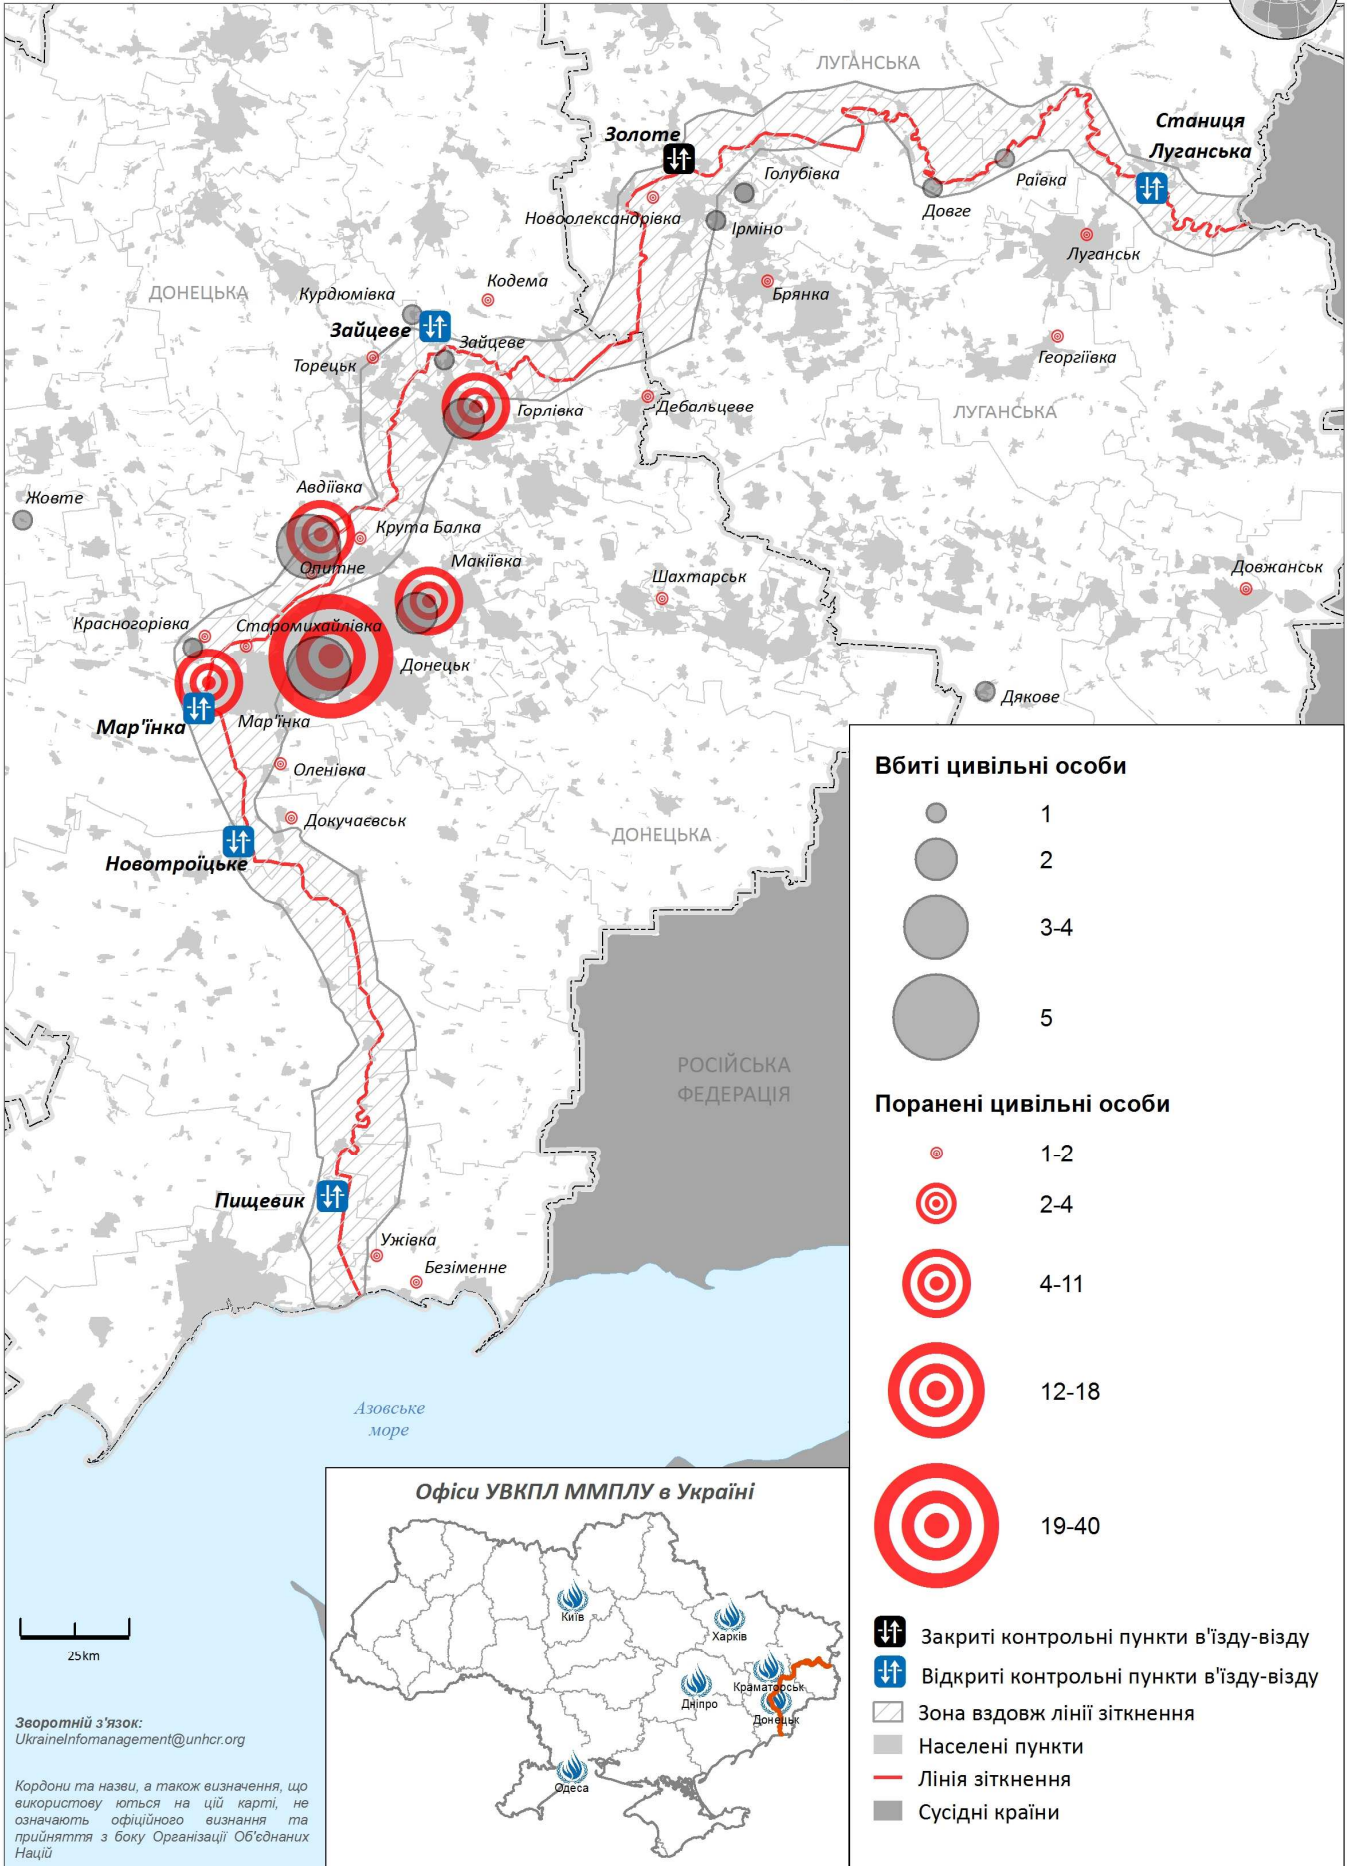 ЛУГАНСЬКА
Золоте
Станиця
Луганська
Голубівка
Раївка
Новоолександрівка
Ірміно
Довге
Луганськ
ДОНЕЦЬКА
Курдюмівка
Кодема
Брянка
Зайцеве
Зайцеве
Торецьк
Георгіївка
Горлівка
Дебальцеве
ЛУГАНСЬКА
Авдіївка
Жовте
Крута Балка
Макіївка
Опитне
Шахтарськ
Довжанськ
Красногорівка
Старомихайлівка
Донецьк
Дякове
Мар'їнка
Мар'їнка
Оленівка
Докучаєвськ
ДОНЕЦЬКА
Новотроїцьке
РОСІЙСЬКА
ФЕДЕРАЦІЯ
Пищевик
Ужівка
Безіменне
Азовське
море
Вбиті цивільні особи
1
2
3-4
5
Поранені цивільні особи
1-2
2-4
4-11
12-18
19-40
Закриті контрольні пункти в'їзду-візду
Відкриті контрольні пункти в'їзду-візду
Зона вздовж лінії зіткнення
Населені пункти
Лінія зіткнення
Сусідні країни
Офіси УВКПЛ ММПЛУ в Україні
Київ
Харків
Краматорськ
Дніпро
Донецьк
Одеса
25km
Зворотній з'язок:
UkraineInfomanagement@unhcr.org
Кордони та назви, а також визначення, що
використову ються на цій карті, не
означають офіційного визнання та
прийняття з боку Організації Об'єднаних
Націй